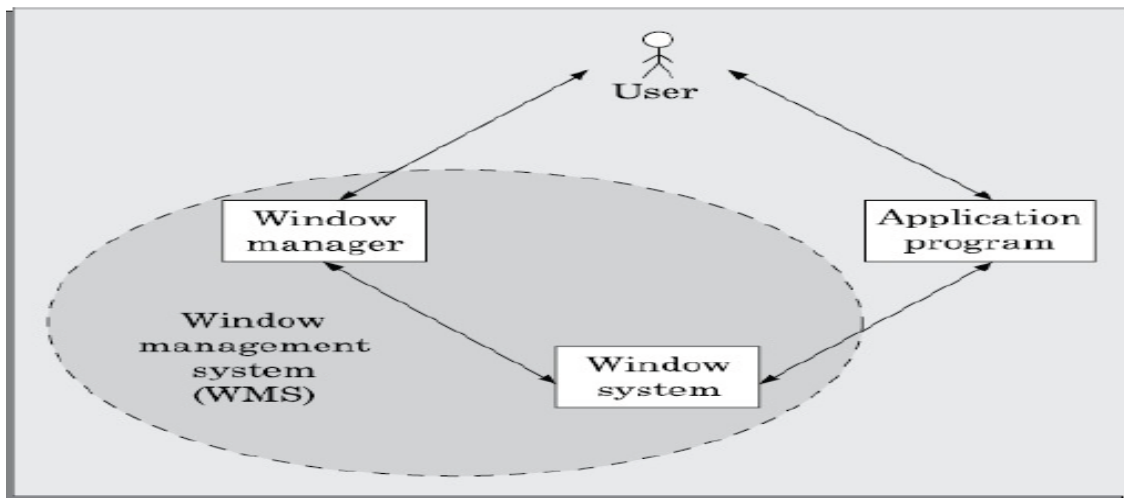 User
Window
manager
Application
program
Window
management
system
(WMS)
Window
system